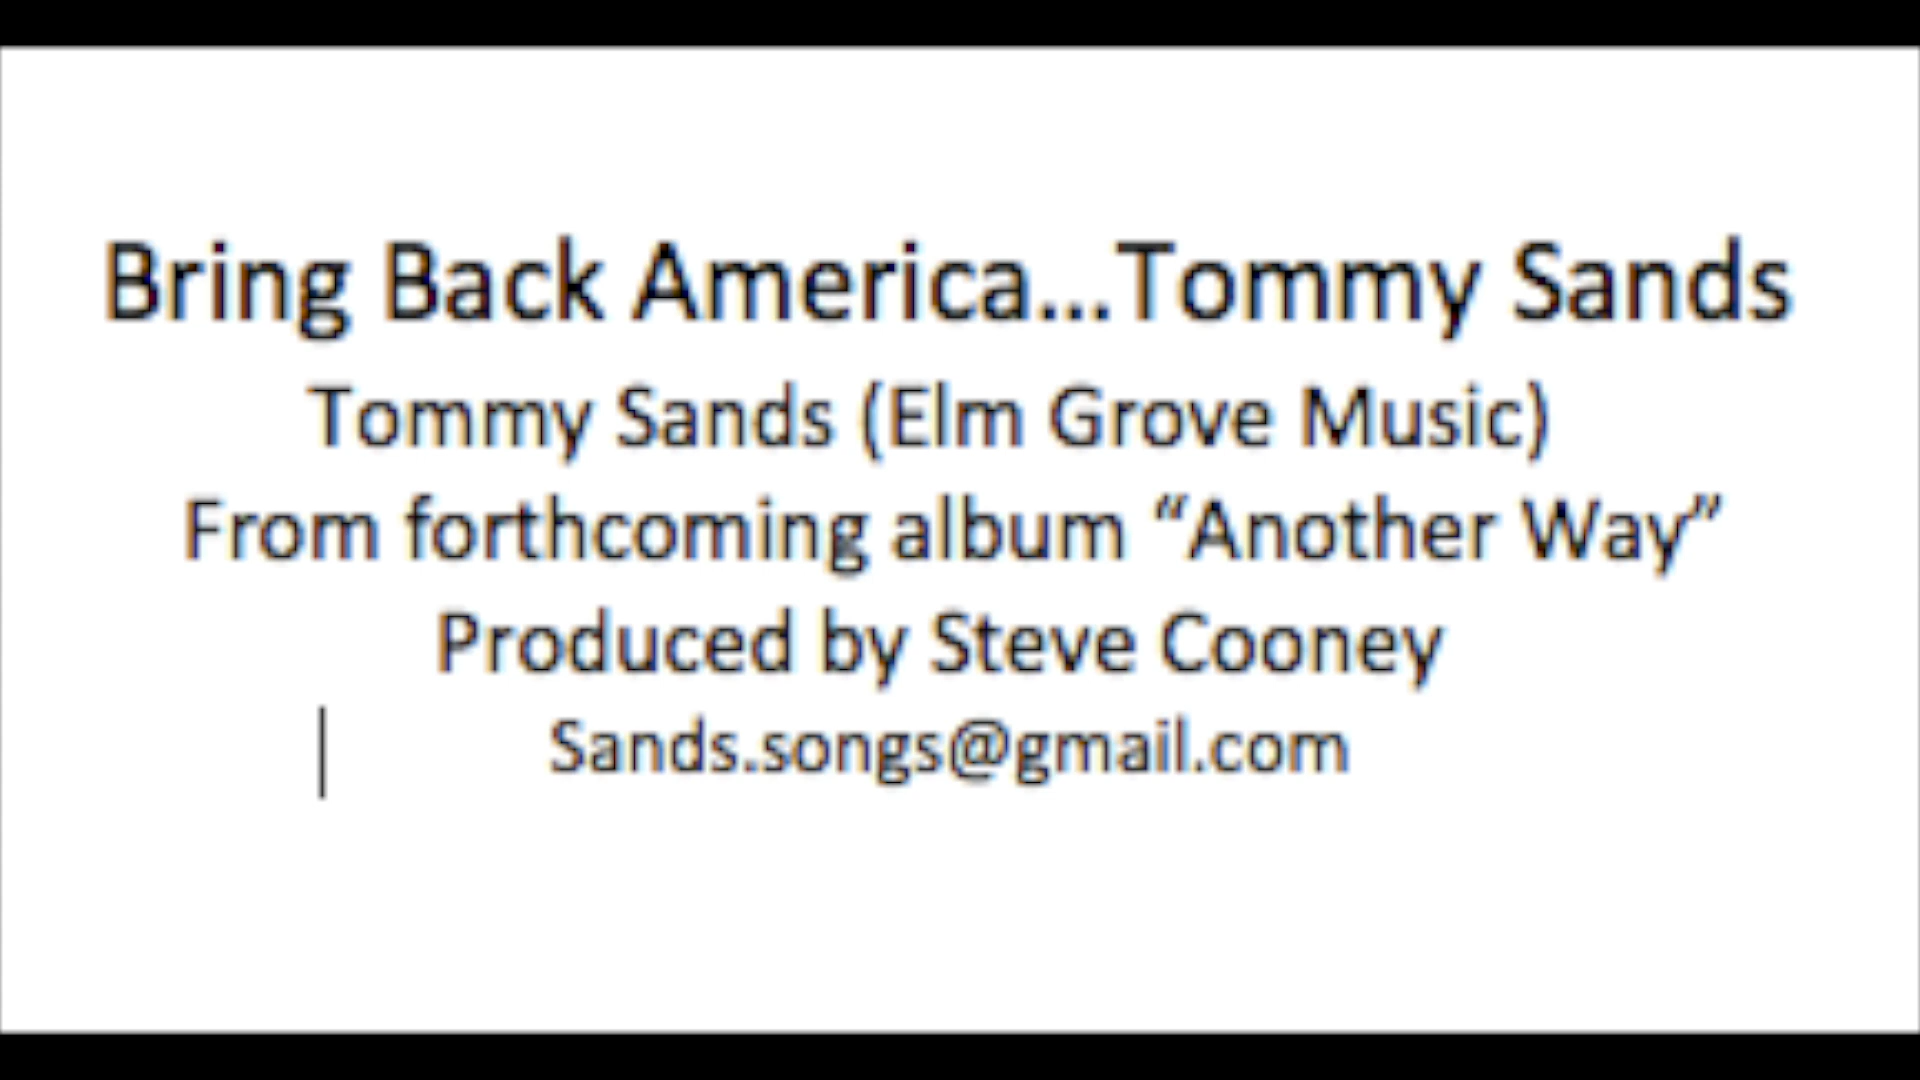 Bring Back America...Tommy Sands
Tommy Sands (Elm Grove Music)
From forthcoming album “Another Way”
Produced by Steve Cooney
Sands.songs@gmail.com